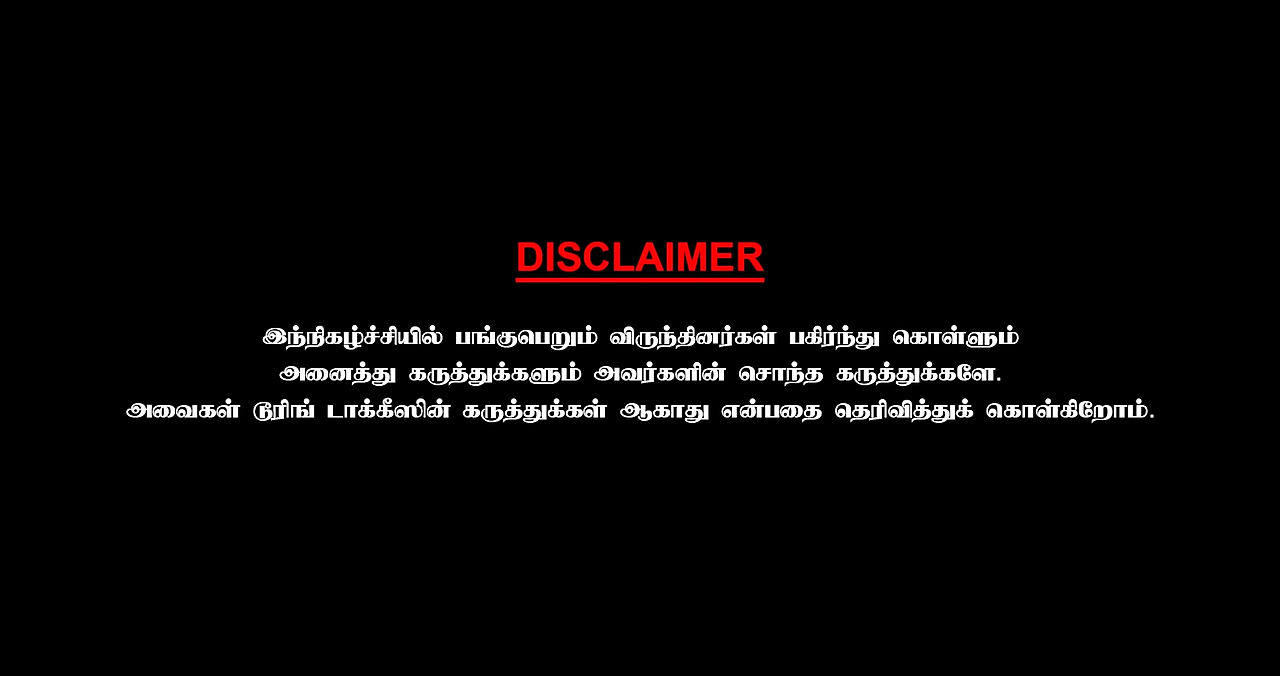 DISCLAIMER
இந்நிகழ்ச்சியில் பங்குபெறும் விருந்தினர்கள் பகிர்ந்து கொள்ளும்
அனைத்து கருத்துக்களும் அவர்களின் சொந்த கருத்துக்களே.
அவைகள் டூரிங் டாக்கீஸின் கருத்துக்கள் ஆகாது என்பதை தெரிவித்துக் கொள்கிறோம்.